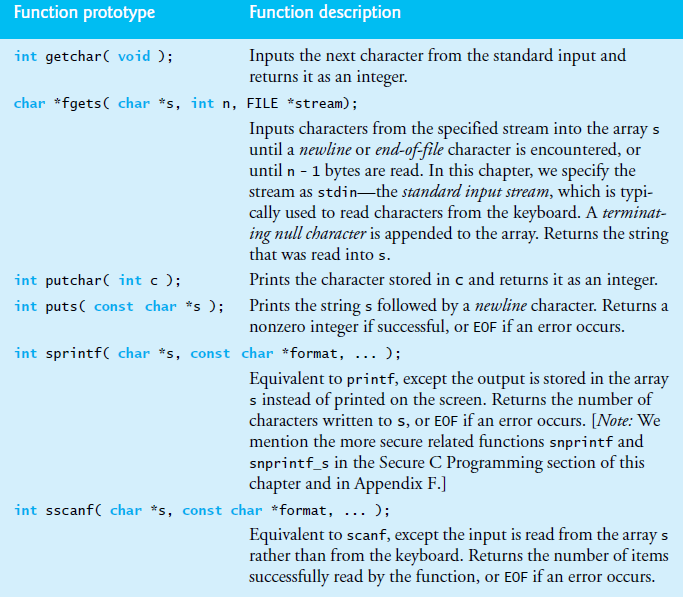 Function prototype Function description
int getchar( void ); Inputs the next character from the standard input and
returns it as an integer.
char *fgets( char *s, int n, FILE *stream);
Inputs characters from the specified stream into the array s
until a newline or end-of-file character is encountered, or
until n - 1 bytes are read. In this chapter, we specify the
stream as stdin—the standard input stream, which is typi-
cally used to read characters from the keyboard. A terminat-
ing null character is appended to the array. Returns the string
that was read into s.
int putchar( int c ); Prints the character stored in c and returns it as an integer.
int puts( const char *s ); Prints the string s followed by a newline character. Returns a
nonzero integer if successful, or EOF if an error occurs.
int sprintf( char *s, const char *format, ... );
Equivalent to printf, except the output is stored in the array
s instead of printed on the screen. Returns the number of
characters written to s, or EOF if an error occurs. [Note: We
mention the more secure related functions snprintf and
snprintf_s in the Secure C Programming section of this
chapter and in Appendix F.]
int sscanf( char *s, const char *format, ... );
Equivalent to scanf, except the input is read from the array s
rather than from the keyboard. Returns the number of items
successfully read by the function, or EOF if an error occurs.